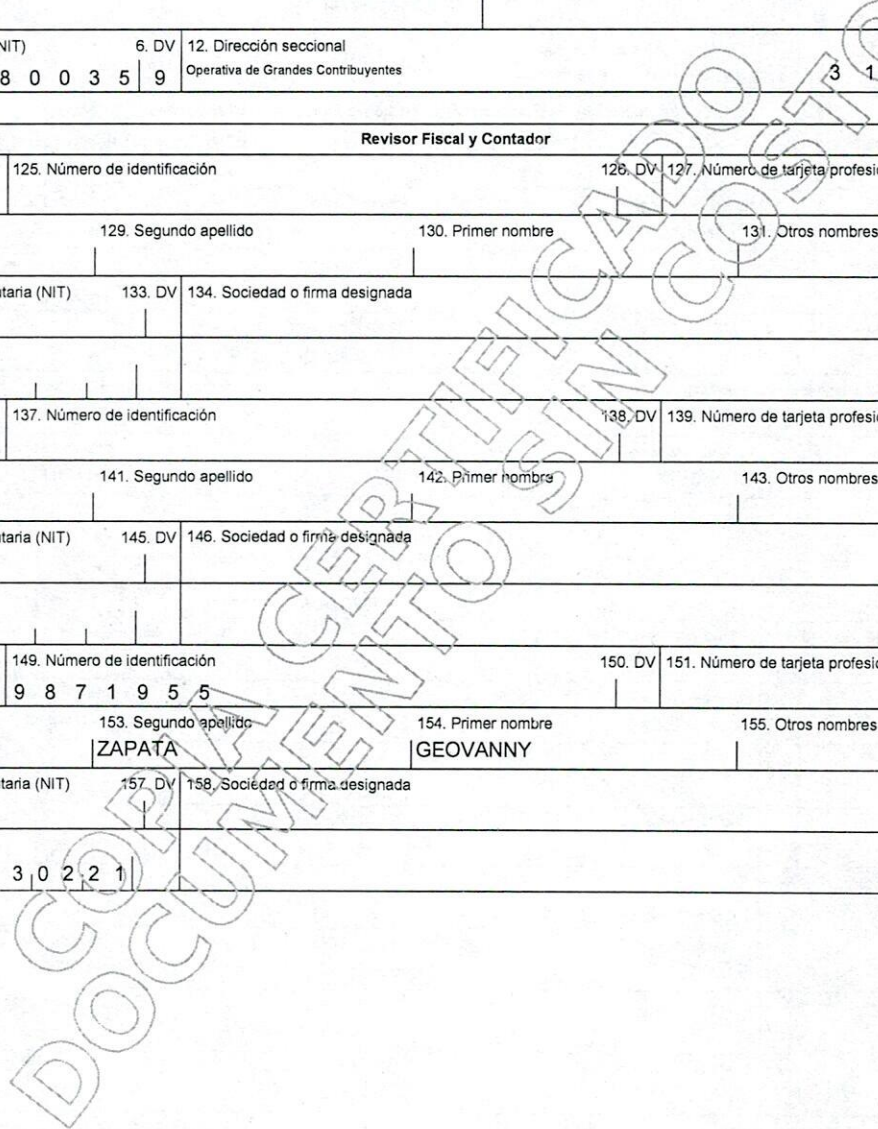 NIT) 6. DV 12. Dirección seccional
8 0 0 3 5 9 Operativa de Grandes Contribuyentes 3 1
Revisor Fiscal y Contador
125. Número de identificación 126. DV 127. Número de tarjeta profesi
129. Segundo apellido 130. Primer nombre 131. Otros nombres
taria (NIT) 133. DV 134. Sociedad o firma designada
137. Número de identificación 138. DV 139. Número de tarjeta profesi
141. Segundo apellido 142. Primer nombre 143. Otros nombres
taria (NIT) 145. DV 146. Sociedad o firma designada
149. Número de identificación 150. DV 151. Número de tarjeta profesi
9 8 7 1 9 5 5
153. Segundo apellido 154. Primer nombre 155. Otros nombres
ZAPATA GEOVANNY
taria (NIT) 157. DV 158. Sociedad o firma designada
3 0 2 2 1
COPIA CERTIFICADO
DOCUMENTO SIN COSTO